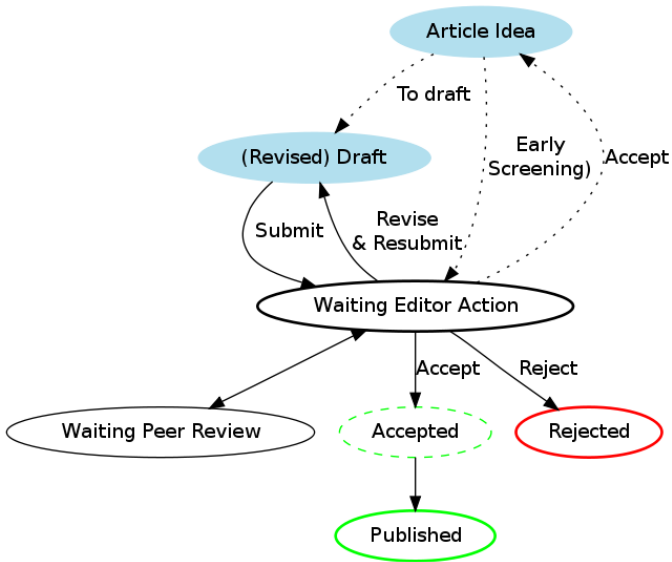 Article Idea
To draft
Early
Screening)
Accept
(Revised) Draft
Submit
Revise
& Resubmit
Waiting Editor Action
Accept
Reject
Waiting Peer Review
Accepted
Rejected
Published